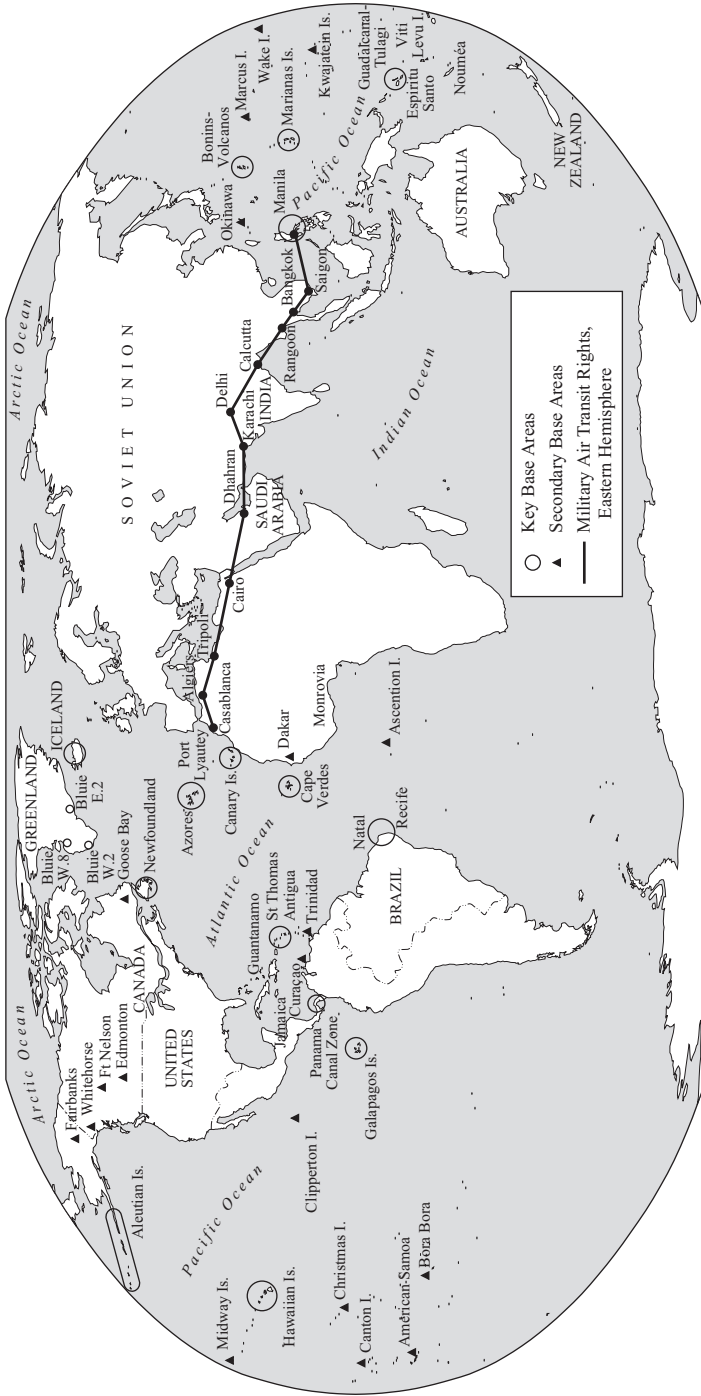 Arctic Ocean
Fairbanks
Whitehorse
Ft Nelson
Edmonton
CANADA
UNITED
STATES
Aleutian Is.
Pacific Ocean
Midway Is.
Hawaiian Is.
Clipperton I.
Christmas I.
Canton I.
American-Samoa
Bora Bora
Galapagos Is.
Panama
Canal Zone
Jamaica
Curaçao
Guantanamo
St Thomas
Antigua
Trinidad
BRAZIL
Natal
Recife
Atlantic Ocean
GREENLAND
Bluie
W.8
Bluie
W.2
Bluie
E.2
ICELAND
Goose Bay
Newfoundland
Azores
Port
Lyautey
Canary Is.
Cape
Verdes
Dakar
Monrovia
Ascention I.
Casablanca
Algiers
Tripoli
Cairo
Dhahran
SAUDI
ARABIA
Karachi
Delhi
INDIA
Calcutta
Rangoon
Bangkok
Saigon
Manila
Arctic Ocean
SOVIET UNION
Indian Ocean
Okinawa
Bonins-
Volcanos
Marcus I.
Wake I.
Marianas Is.
Kwajalein Is.
Pacific Ocean
Guadalcanal-
Tulagi
Viti
Levu I.
Espiritu
Santo
Nouméa
AUSTRALIA
NEW
ZEALAND
Key Base Areas
Secondary Base Areas
Military Air Transit Rights,
Eastern Hemisphere